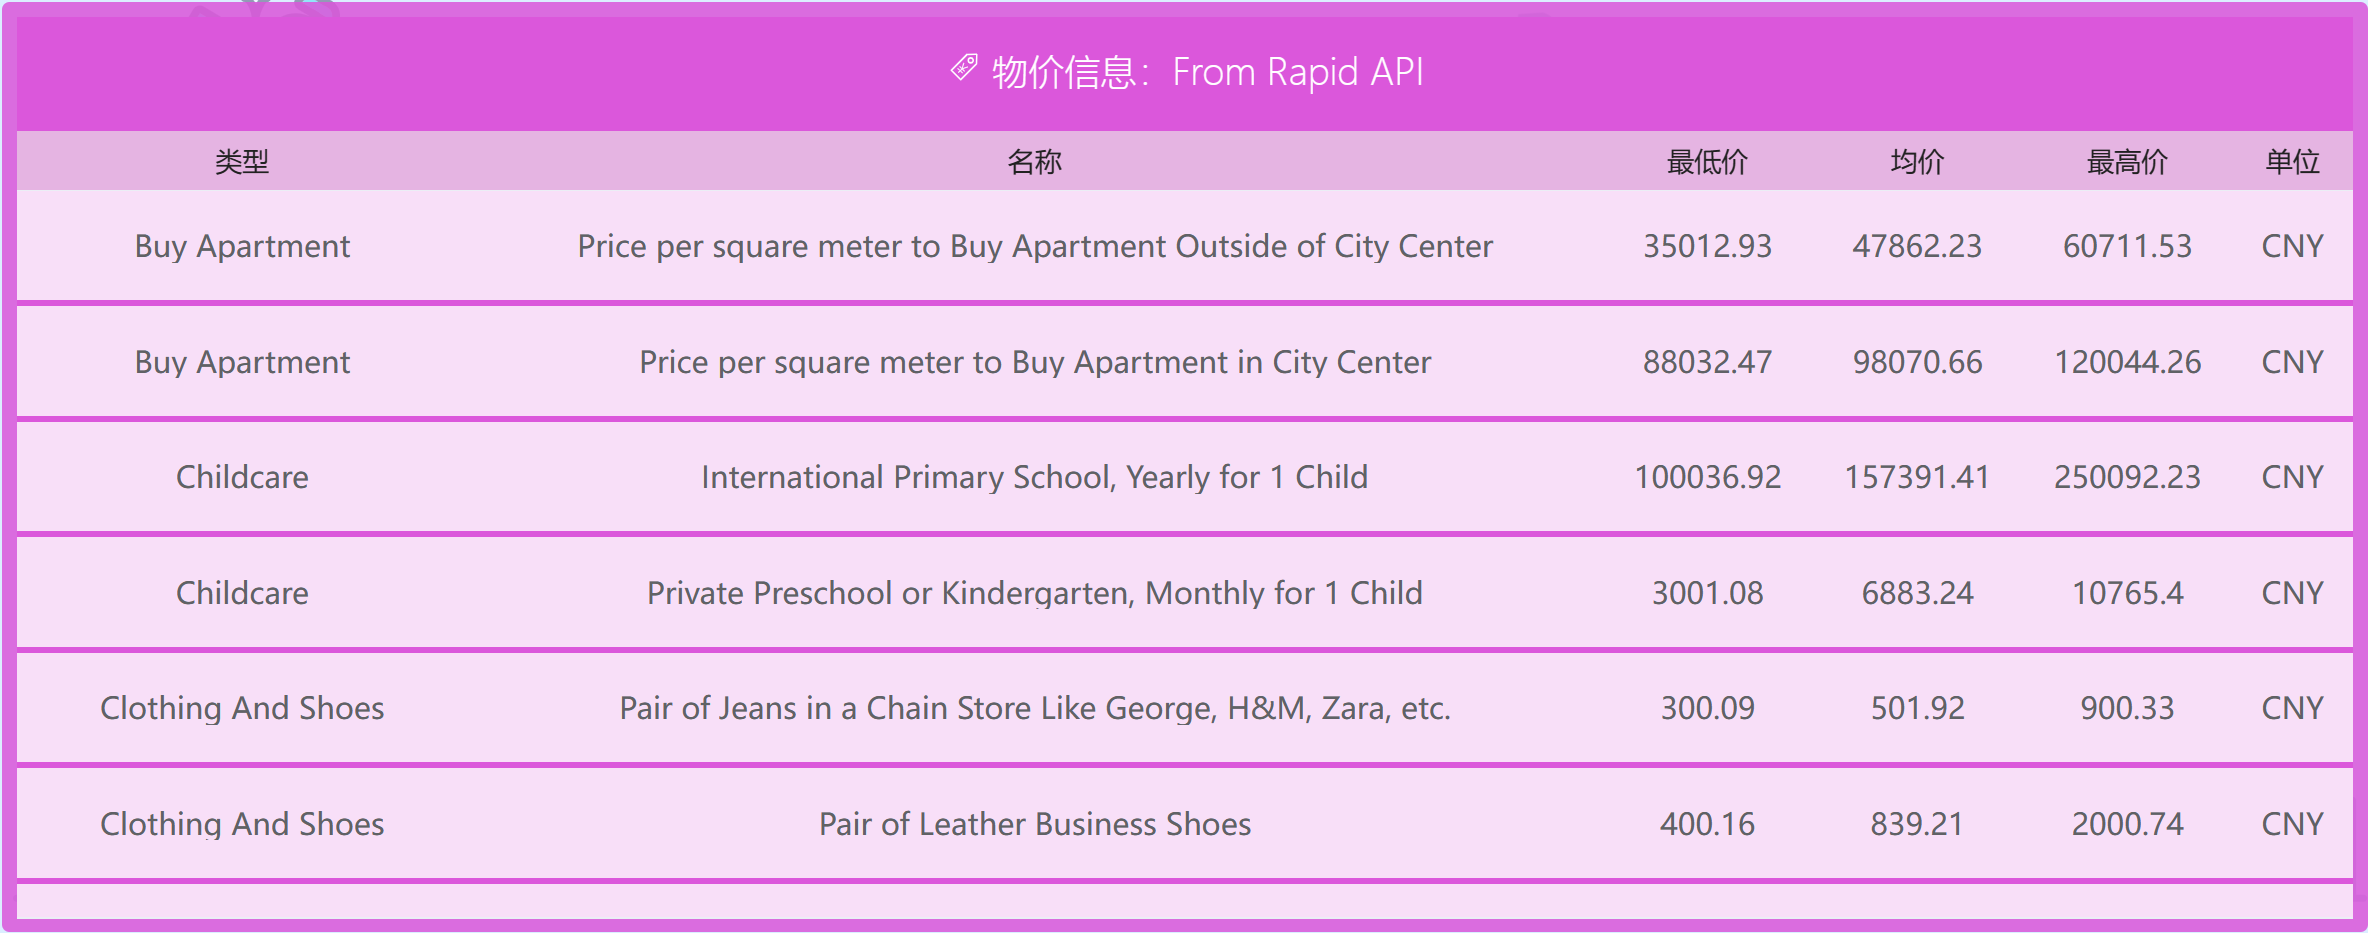 物价信息：From Rapid API
类型 名称 最低价 均价 最高价 单位
Buy Apartment Price per square meter to Buy Apartment Outside of City Center 35012.93 47862.23 60711.53 CNY
Buy Apartment Price per square meter to Buy Apartment in City Center 88032.47 98070.66 120044.26 CNY
Childcare International Primary School, Yearly for 1 Child 100036.92 157391.41 250092.23 CNY
Childcare Private Preschool or Kindergarten, Monthly for 1 Child 3001.08 6883.24 10765.4 CNY
Clothing And Shoes Pair of Jeans in a Chain Store Like George, H&M, Zara, etc. 300.09 501.92 900.33 CNY
Clothing And Shoes Pair of Leather Business Shoes 400.16 839.21 2000.74 CNY